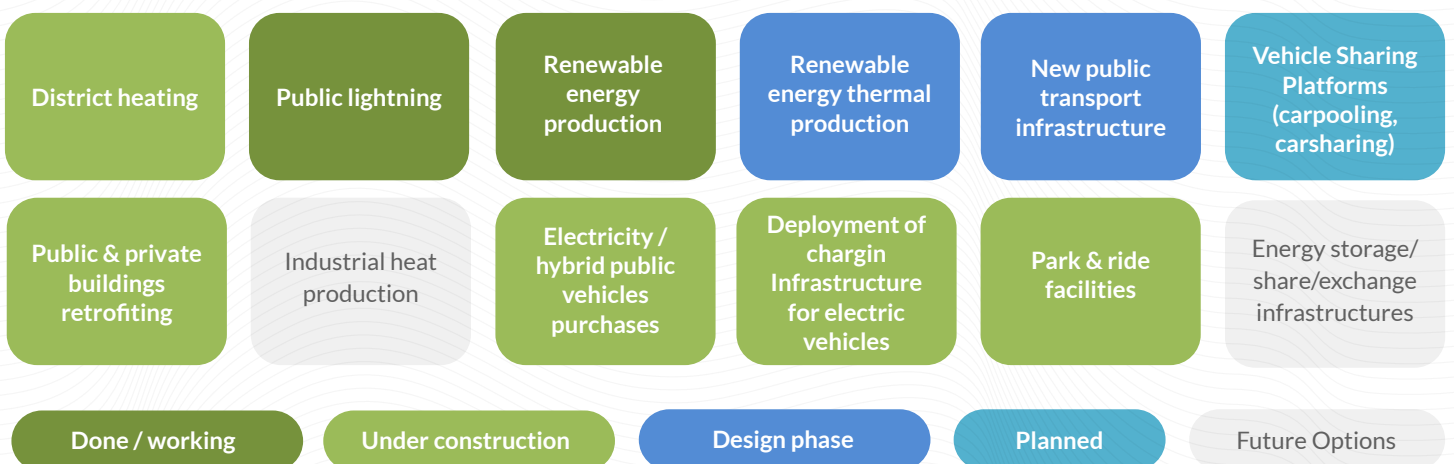 District heating
Public lightning
Renewable
energy
production
Renewable
energy thermal
production
New public
transport
infrastructure
Vehicle Sharing
Platforms
(carpooling,
carsharing)
Public & private
buildings
retrofiting
Industrial heat
production
Electricity /
hybrid public
vehicles
purchases
Deployment of
chargin
Infrastructure
for electric
vehicles
Park & ride
facilities
Energy storage/
share/exchange
infrastructures
Done / working
Under construction
Design phase
Planned
Future Options